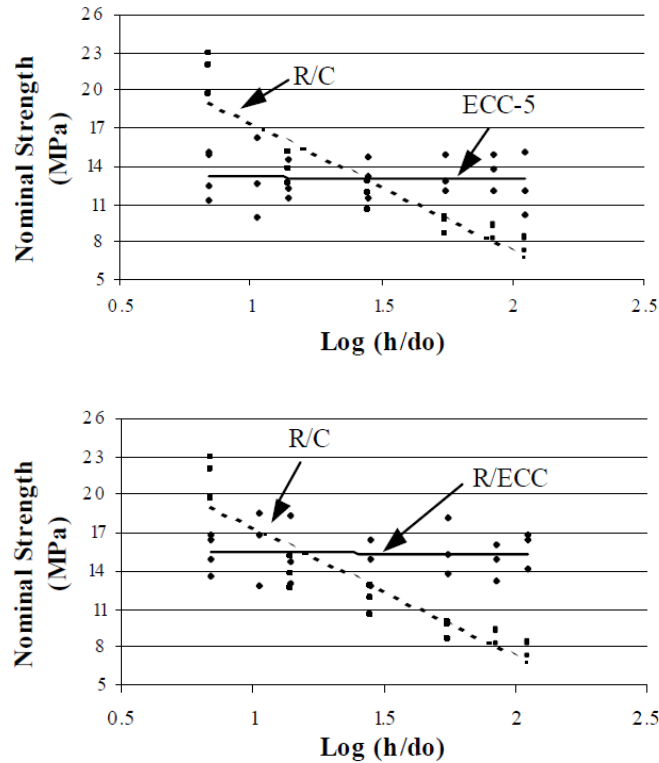 26
23
20
17
14
11
8
5
Nominal Strength
(MPa)
R/C
ECC-5
0.5
1
1.5
2
2.5
Log (h/do)
26
23
20
17
14
11
8
5
Nominal Strength
(MPa)
R/C
R/ECC
0.5
1
1.5
2
2.5
Log (h/do)